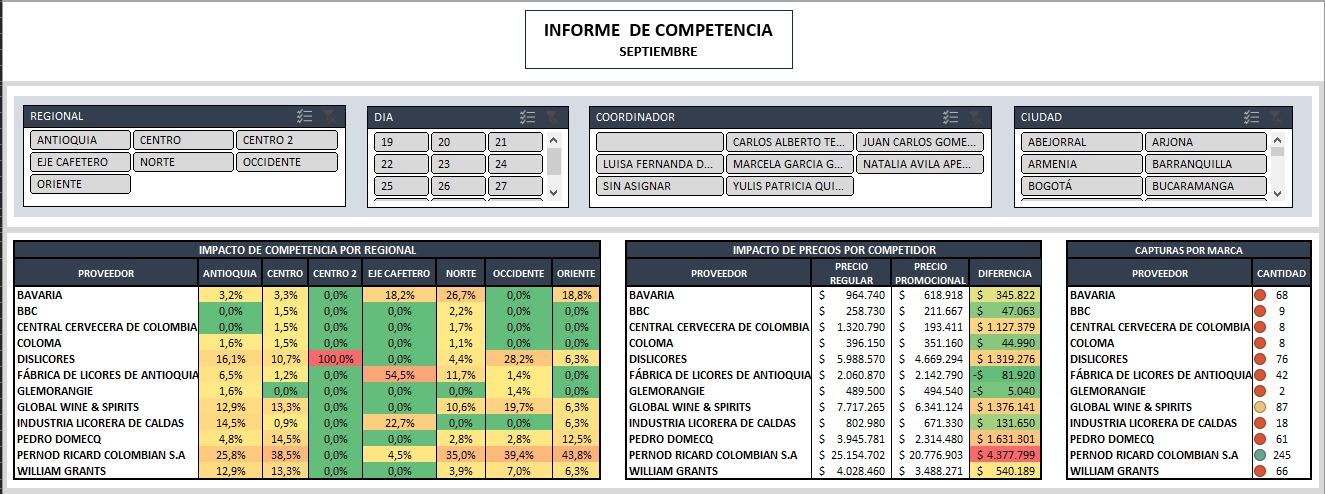 INFORME DE COMPETENCIA
SEPTIEMBRE
REGIONAL
ANTIOQUIA CENTRO CENTRO 2
EJE CAFETERO NORTE OCCIDENTE
ORIENTE
DIA
19 20 21
22 23 24
25 26 27
COORDINADOR
CARLOS ALBERTO TE... JUAN CARLOS GOME...
LUISA FERNANDA D... MARCELA GARCIA G... NATALIA AVILA APE...
SIN ASIGNAR YULIS PATRICIA QUI...
CIUDAD
ABEJORRAL ARJONA
ARMENIA BARRANQUILLA
BOGOTÁ BUCARAMANGA
IMPACTO DE COMPETENCIA POR REGIONAL
PROVEEDOR ANTIOQUIA CENTRO CENTRO 2 EJE CAFETERO NORTE OCCIDENTE ORIENTE
BAVARIA 3,2% 3,3% 0,0% 18,2% 26,7% 0,0% 18,8%
BBC 0,0% 1,5% 0,0% 0,0% 2,2% 0,0% 0,0%
CENTRAL CERVECERA DE COLOMBIA 0,0% 1,5% 0,0% 0,0% 1,7% 0,0% 0,0%
COLOMA 1,6% 1,5% 0,0% 0,0% 1,1% 0,0% 0,0%
DISLICORES 16,1% 10,7% 100,0% 0,0% 4,4% 28,2% 6,3%
FÁBRICA DE LICORES DE ANTIOQUIA 6,5% 1,2% 0,0% 54,5% 11,7% 1,4% 0,0%
GLEMORANGIE 1,6% 0,0% 0,0% 0,0% 0,0% 1,4% 0,0%
GLOBAL WINE & SPIRITS 12,9% 13,3% 0,0% 0,0% 10,6% 19,7% 6,3%
INDUSTRIA LICORERA DE CALDAS 14,5% 0,9% 0,0% 22,7% 0,0% 0,0% 6,3%
PEDRO DOMECQ 4,8% 14,5% 0,0% 0,0% 2,8% 2,8% 12,5%
PERNOD RICARD COLOMBIAN S.A 25,8% 38,5% 0,0% 4,5% 35,0% 39,4% 43,8%
WILLIAM GRANTS 12,9% 13,3% 0,0% 0,0% 3,9% 7,0% 6,3%
IMPACTO DE PRECIOS POR COMPETIDOR
PROVEEDOR PRECIO REGULAR PRECIO PROMOCIONAL DIFERENCIA
BAVARIA $ 964.740 $ 618.918 $ 345.822
BBC $ 258.730 $ 211.667 $ 47.063
CENTRAL CERVECERA DE COLOMBIA $ 1.320.790 $ 193.411 $ 1.127.379
COLOMA $ 396.150 $ 351.160 $ 44.990
DISLICORES $ 5.988.570 $ 4.669.294 $ 1.319.276
FÁBRICA DE LICORES DE ANTIOQUIA $ 2.060.870 $ 2.142.790 -$ 81.920
GLEMORANGIE $ 489.500 $ 494.540 -$ 5.040
GLOBAL WINE & SPIRITS $ 7.717.265 $ 6.341.124 $ 1.376.141
INDUSTRIA LICORERA DE CALDAS $ 802.980 $ 671.330 $ 131.650
PEDRO DOMECQ $ 3.945.781 $ 2.314.480 $ 1.631.301
PERNOD RICARD COLOMBIAN S.A $ 25.154.702 $ 20.776.903 $ 4.377.799
WILLIAM GRANTS $ 4.028.460 $ 3.488.271 $ 540.189
CAPTURAS POR MARCA
PROVEEDOR CANTIDAD
BAVARIA 68
BBC 9
CENTRAL CERVECERA DE COLOMBIA 8
COLOMA 8
DISLICORES 76
FÁBRICA DE LICORES DE ANTIOQUIA 42
GLEMORANGIE 2
GLOBAL WINE & SPIRITS 87
INDUSTRIA LICORERA DE CALDAS 18
PEDRO DOMECQ 61
PERNOD RICARD COLOMBIAN S.A 245
WILLIAM GRANTS 66